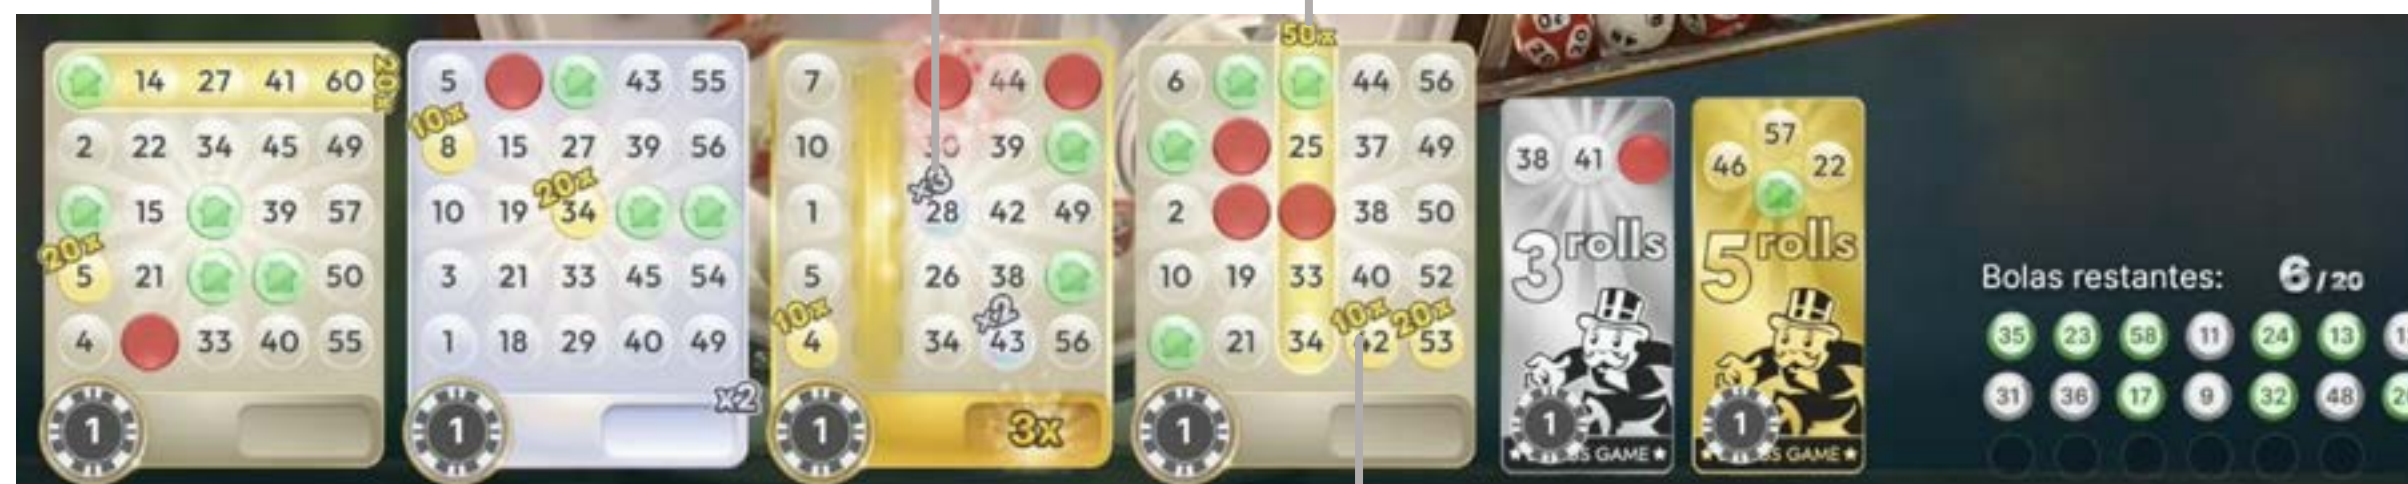 50x
14 27 41 60 20x
5 43 55
7 44
6 44 56
2 22 34 45 49
10x
8 15 27 39 56
10 39
25 37 49
38 41
57
46 22
15 39 57
20x
10 19 34
x3
1 28 42 49
2 38 50
3 rolls
5 rolls
20x
5 21 50
3 21 33 45 54
5 26 38
10 19 33 40 52
Bolas restantes: 6/20
4 33 40 55
1 18 29 40 49
10x
x2
4 34 43 56
10x 20x
21 34 42 53
35 23 58 11 24 13
31 36 17 9 32 48
1
1 x2
1 3x
1
1
GAME
1
GAME